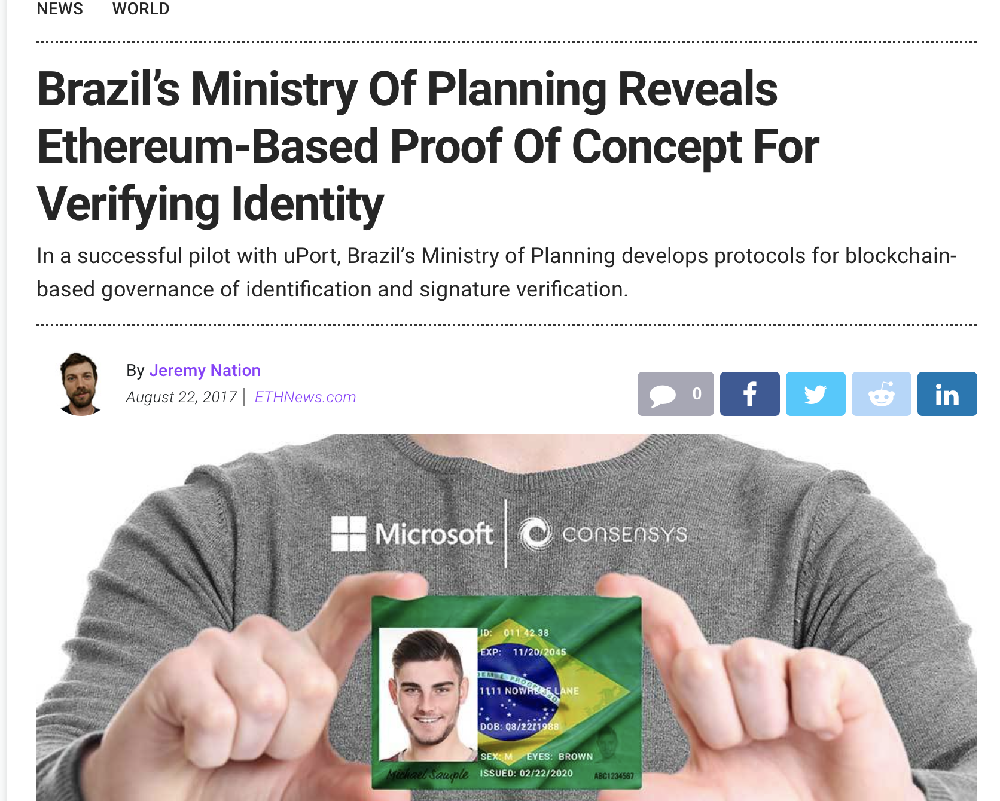 NEWS WORLD
Brazil’s Ministry Of Planning Reveals
Ethereum-Based Proof Of Concept For
Verifying Identity
In a successful pilot with uPort, Brazil’s Ministry of Planning develops protocols for blockchain-
based governance of identification and signature verification.
By Jeremy Nation
August 22, 2017 | ETHNews.com
0
f
in
Microsoft | CONSENSYS
ID: 011 42 38
EXP: 11/20/2045
DEM E PROGRESSO
1111 NOWHERE LANE
DOB: 08/22/1988
SEX: M EYES: BROWN
Michael Sample
ISSUED: 02/22/2020
ABC1234567